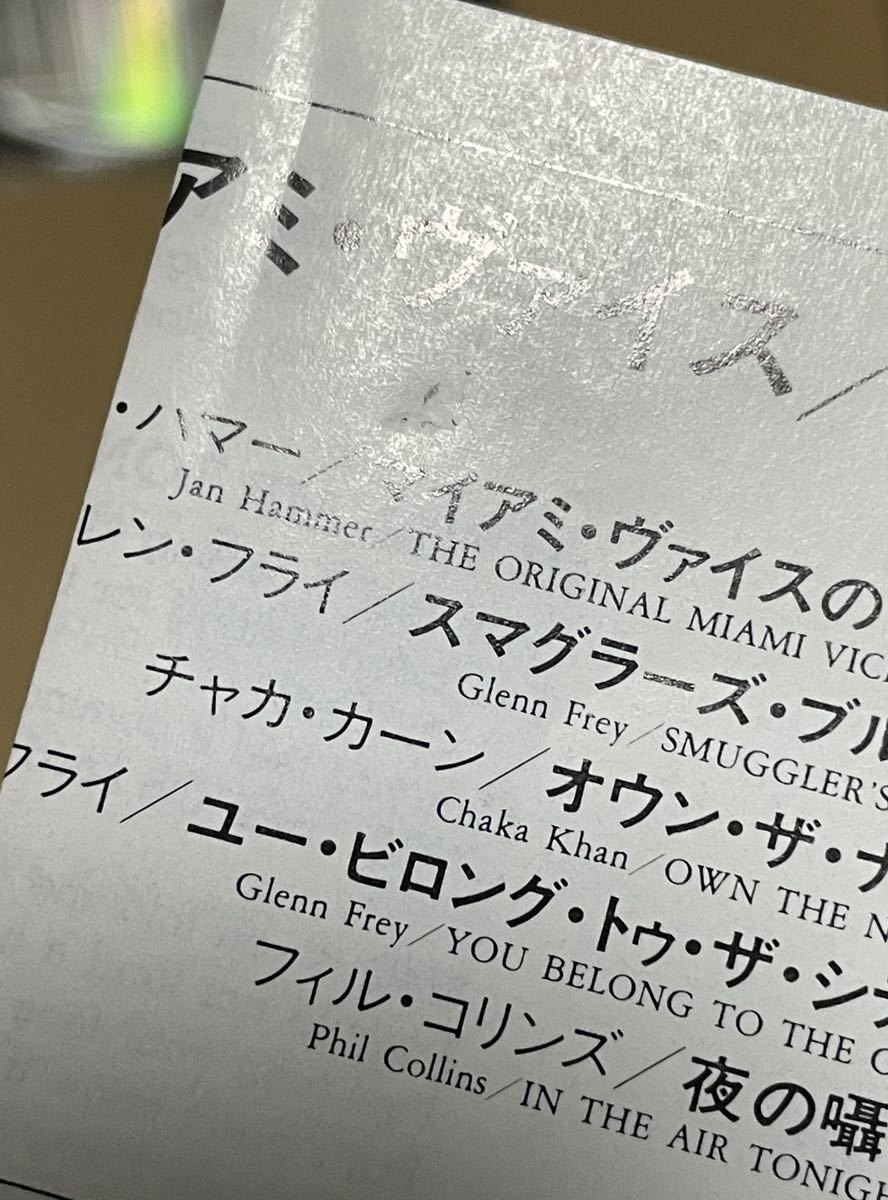 アミ・ヴァイス／
・ハマー／マイアミ・ヴァイスの
Jan Hammer／THE ORIGINAL MIAMI VIC
レン・フライ／スマグラーズ・ブル
Glenn Frey／SMUGGLER'S
チャカ・カーン／オウン・ザ・ナ
Chaka Khan／OWN THE N
フライ／ユー・ビロング・トゥ・ザ・シテ
Glenn Frey／YOU BELONG TO THE C
フィル・コリンズ／夜の囁
Phil Collins／IN THE AIR TONIGH